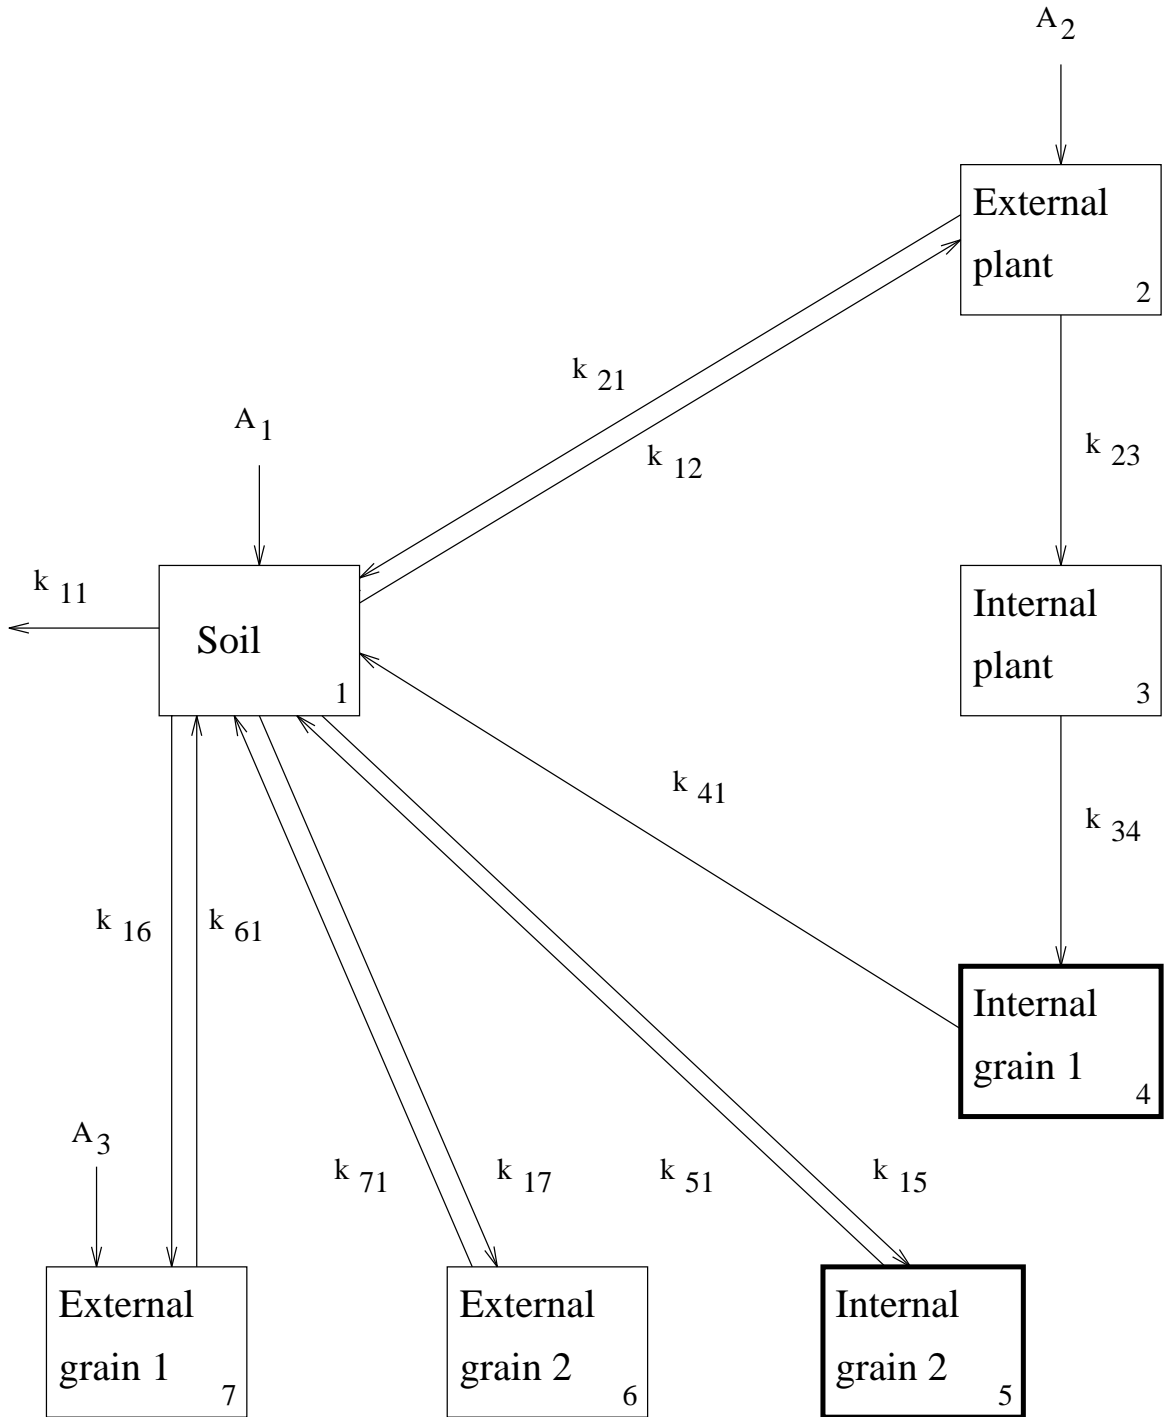 A 2
External
plant
2
k 21
k 12
A 1
k 23
k 11
Soil
1
Internal
plant
3
k 41
k 34
k 16
k 61
Internal
grain 1
4
A 3
k 71
k 17
k 51
k 15
External
grain 1
7
External
grain 2
6
Internal
grain 2
5